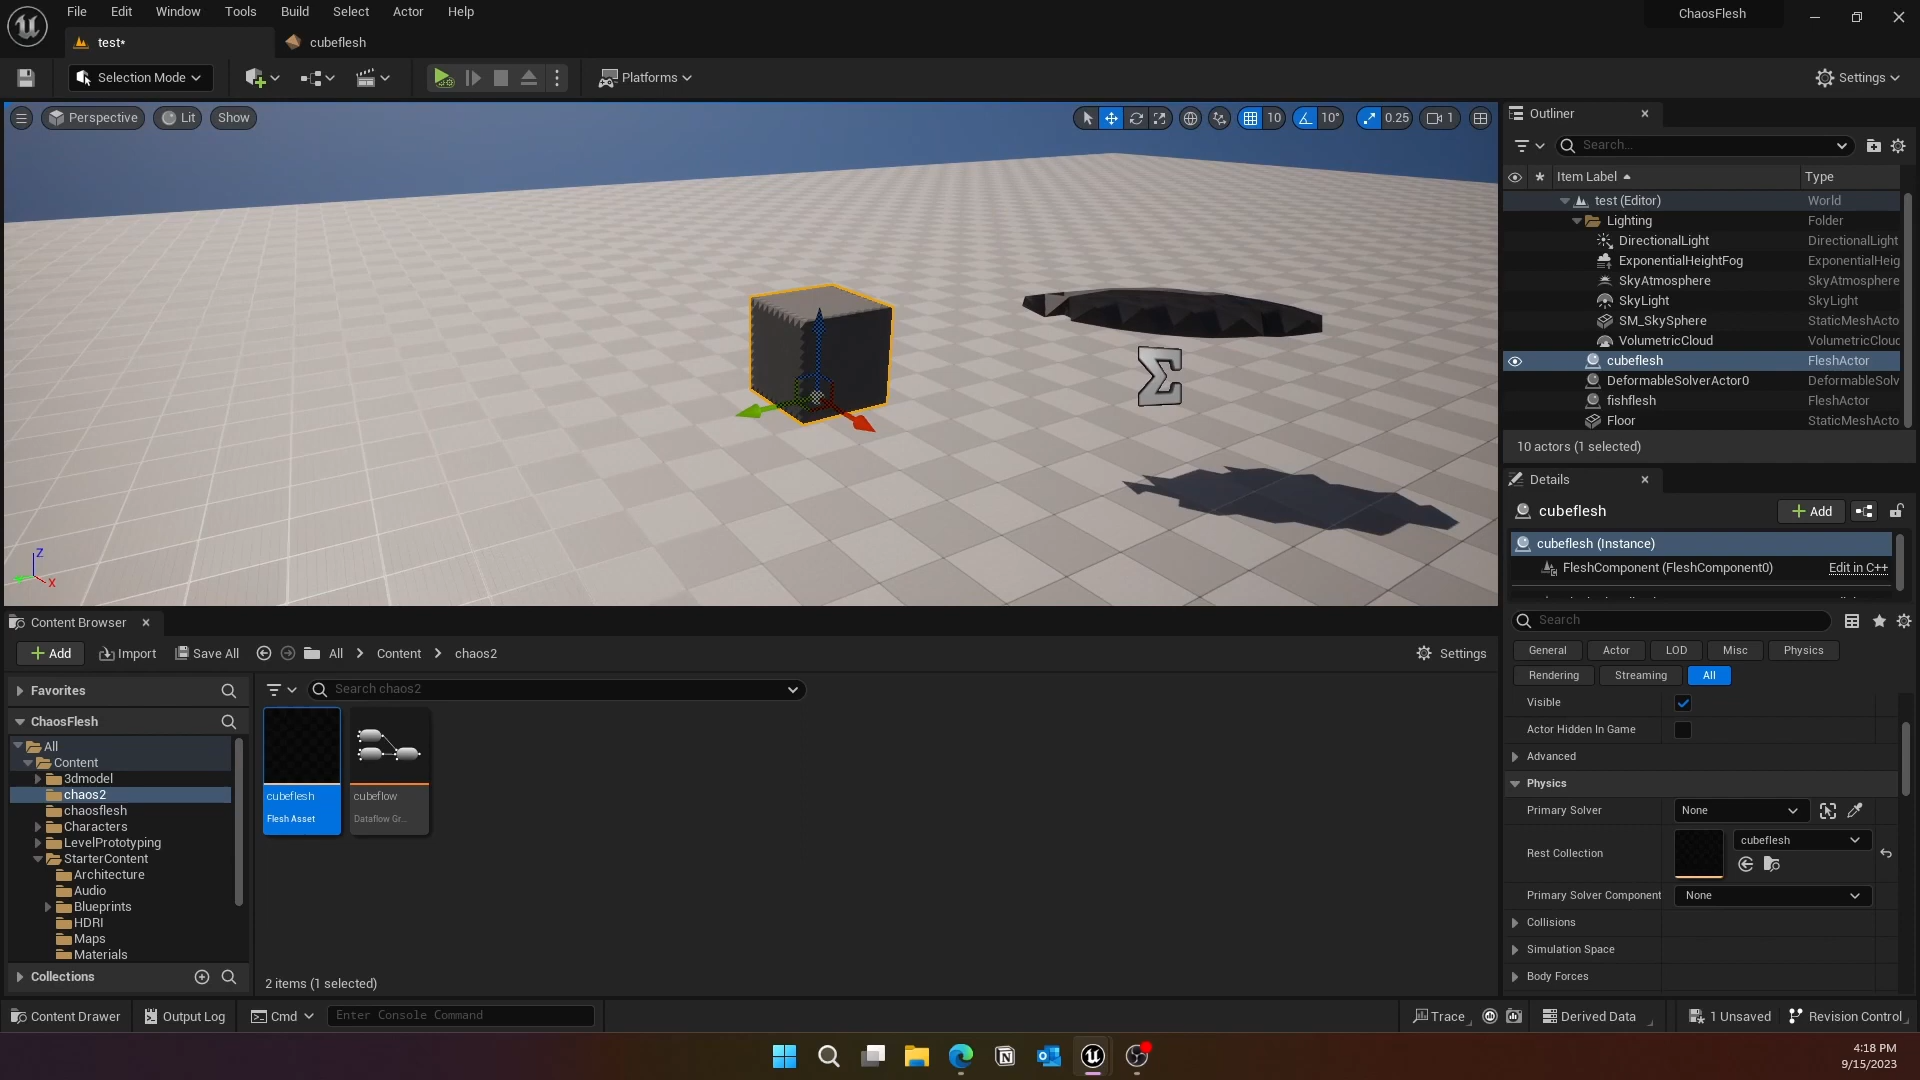 File Edit Window Tools Build Select Actor Help
ChaosFlesh
test*
cubeflesh
Selection Mode
Platforms
Settings
Perspective
Lit
Show
10
10°
0.25
1
Z
X
Outliner
Search...
Item Label
Type
test (Editor) World
Lighting Folder
DirectionalLight DirectionalLight
ExponentialHeightFog ExponentialHeig
SkyAtmosphere SkyAtmosphere
SkyLight SkyLight
SM_SkySphere StaticMeshActo
VolumetricCloud VolumetricCloud
cubeflesh FleshActor
DeformableSolverActor0 DeformableSolv
fishflesh FleshActor
Floor StaticMeshActo
10 actors (1 selected)
Details
cubeflesh
Add
cubeflesh (Instance)
FleshComponent (FleshComponent0) Edit in C++
Search
General Actor LOD Misc Physics
Rendering Streaming All
Visible
Actor Hidden In Game
Advanced
Physics
Primary Solver None
Rest Collection cubeflesh
Primary Solver Component None
Collisions
Simulation Space
Body Forces
Content Browser
Add Import Save All All Content chaos2 Settings
Favorites
Search chaos2
ChaosFlesh
All
Content
3dmodel
chaos2
chaosflesh
Characters
LevelPrototyping
StarterContent
Architecture
Audio
Blueprints
HDRI
Maps
Materials
Collections
cubeflesh
Flesh Asset
cubeflow
Dataflow Gr...
2 items (1 selected)
Content Drawer Output Log Cmd Enter Console Command Trace Derived Data 1 Unsaved Revision Control
4:18 PM
9/15/2023